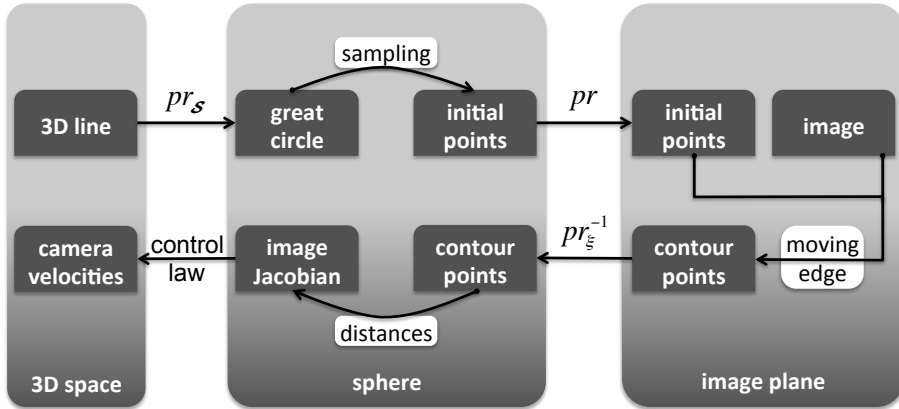 sampling
3D line
pr𝒮
great
circle
initial
points
pr
initial
points
image
camera
velocities
control
law
image
Jacobian
contour
points
pr_ξ^{-1}
contour
points
moving
edge
distances
3D space
sphere
image plane